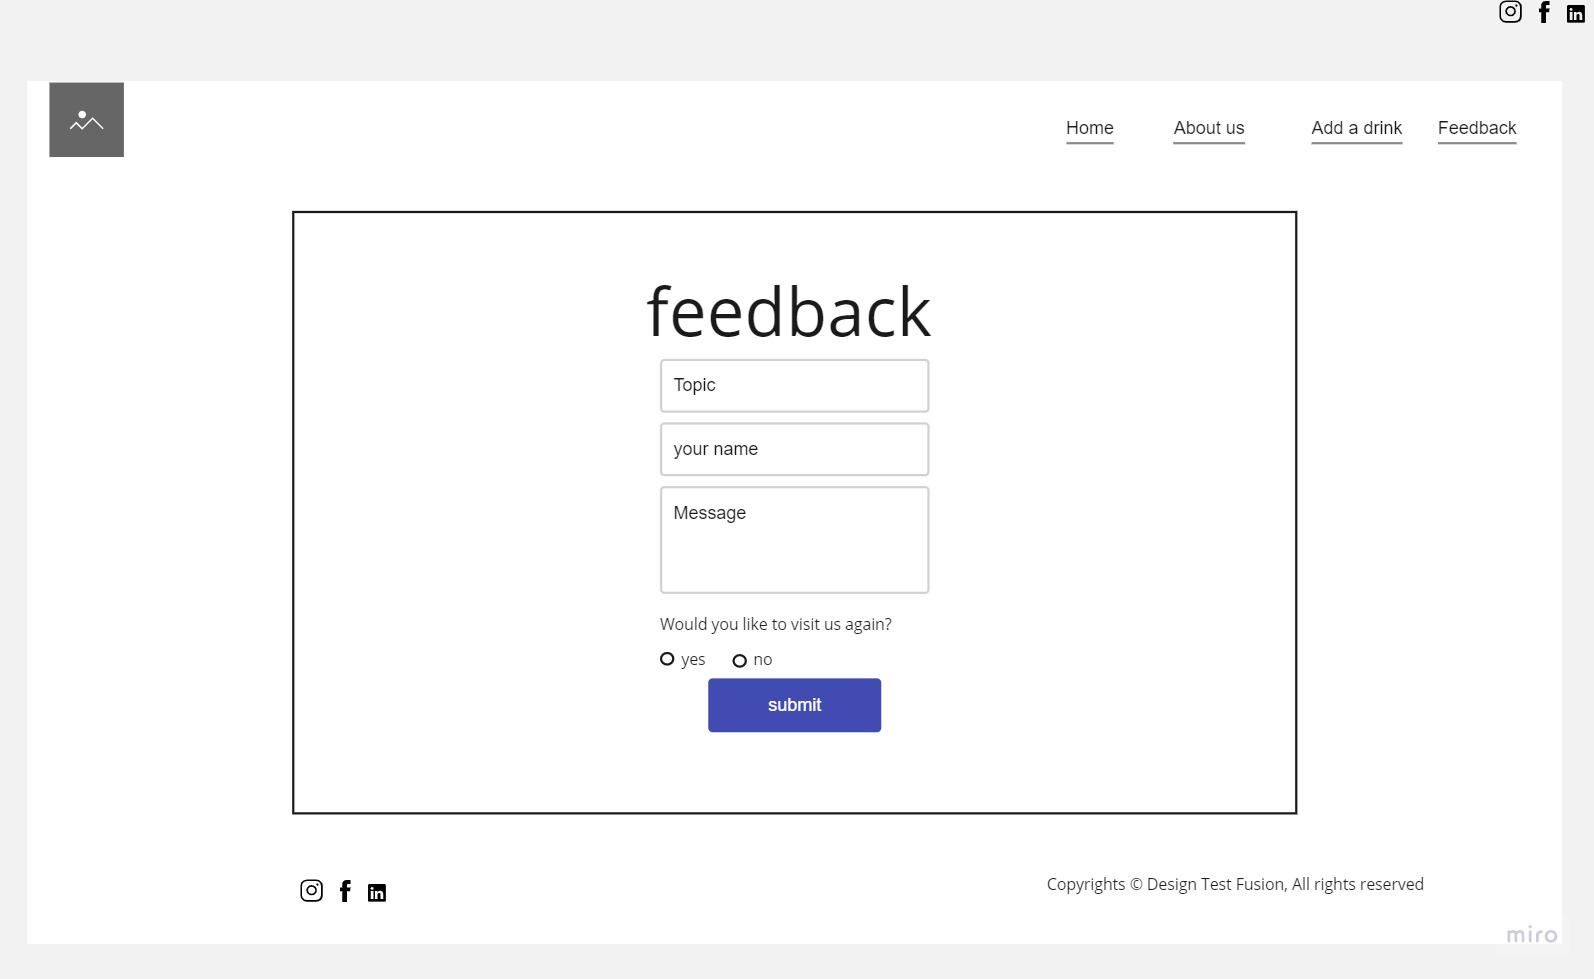 Home About us Add a drink Feedback
feedback
Topic
your name
Message
Would you like to visit us again?
yes no
submit
Copyrights © Design Test Fusion, All rights reserved
miro